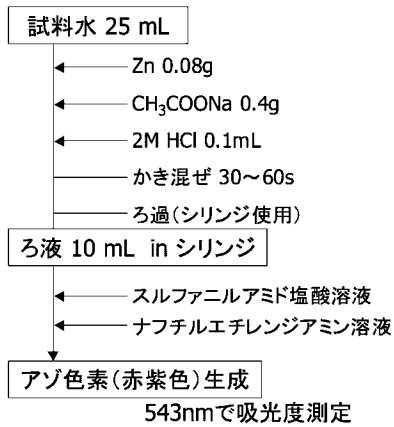 試料水 25 mL
Zn 0.08g
CH₃COONa 0.4g
2M HCl 0.1mL
かき混ぜ 30～60s
ろ過(シリンジ使用)
ろ液 10 mL in シリンジ
スルファニルアミド塩酸溶液
ナフチルエチレンジアミン溶液
アゾ色素(赤紫色)生成
543nmで吸光度測定